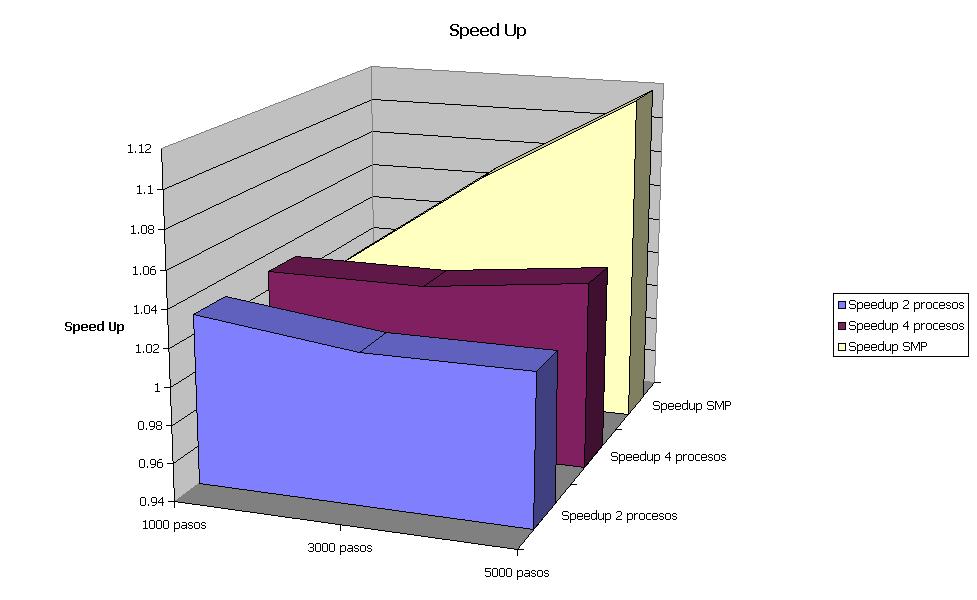 Speed Up
1.12
1.1
1.08
1.06
1.04
1.02
1
0.98
0.96
0.94
Speed Up
1000 pasos
3000 pasos
5000 pasos
Speedup 2 procesos
Speedup 4 procesos
Speedup SMP
Speedup 2 procesos
Speedup 4 procesos
Speedup SMP